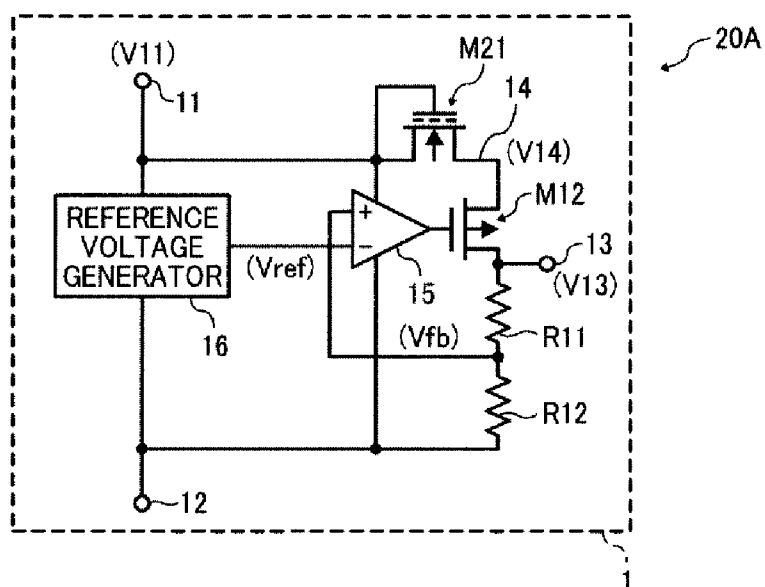 20A
(V11)
11
M21
14
(V14)
M12
REFERENCE
VOLTAGE
GENERATOR
+
−
(Vref)
15
13
(V13)
16
(Vfb)
R11
R12
12
1